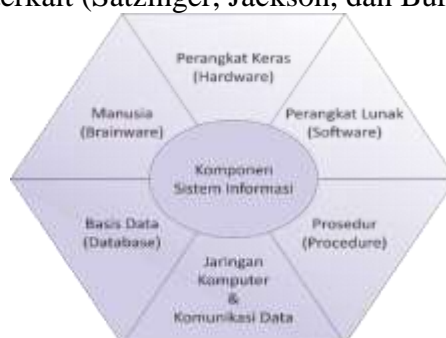 erkait (Satzinger, Jackson, dan Bur
Perangkat Keras
(Hardware)
Manusia
(Brainware)
Perangkat Lunak
(Software)
Komponen
Sistem Informasi
Basis Data
(Database)
Prosedur
(Procedure)
Jaringan
Komputer
&
Komunikasi Data